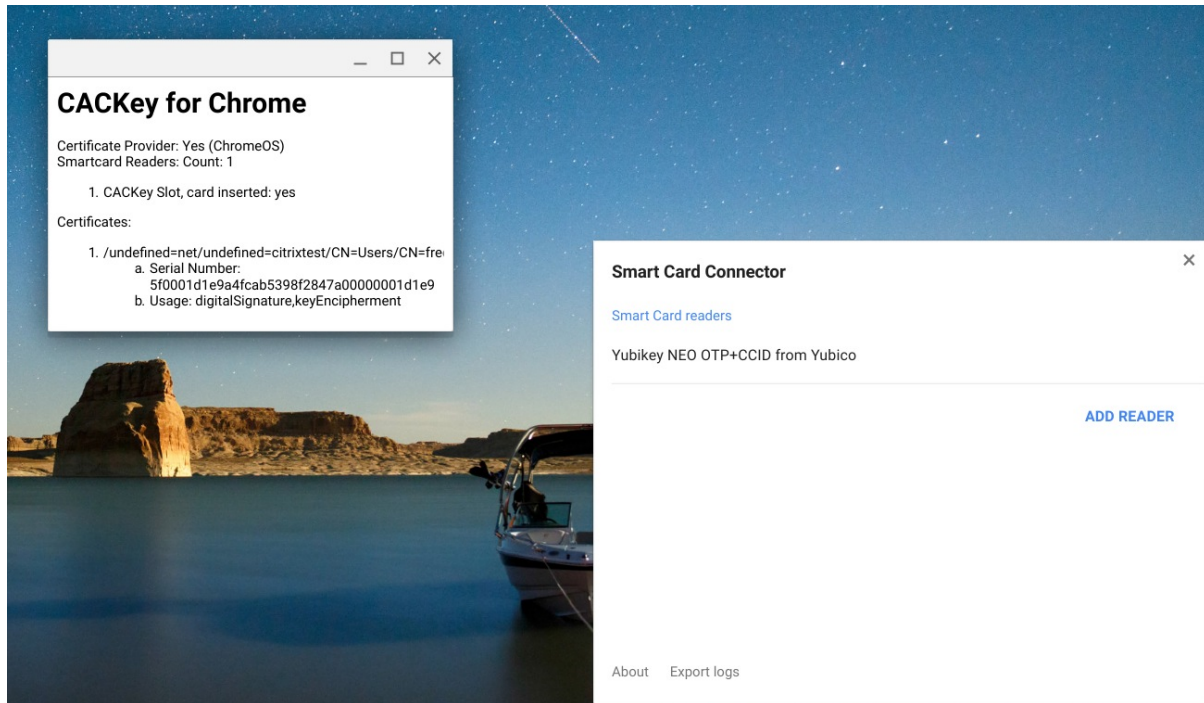 CACKey for Chrome
Certificate Provider: Yes (ChromeOS)
Smartcard Readers: Count: 1
1. CACKey Slot, card inserted: yes
Certificates:
1. /undefined=net/undefined=citrixtest/CN=Users/CN=fre
a. Serial Number:
5f0001d1e9a4fcab5398f2847a00000001d1e9
b. Usage: digitalSignature,keyEncipherment
Smart Card Connector
Smart Card readers
Yubikey NEO OTP+CCID from Yubico
ADD READER
About Export logs